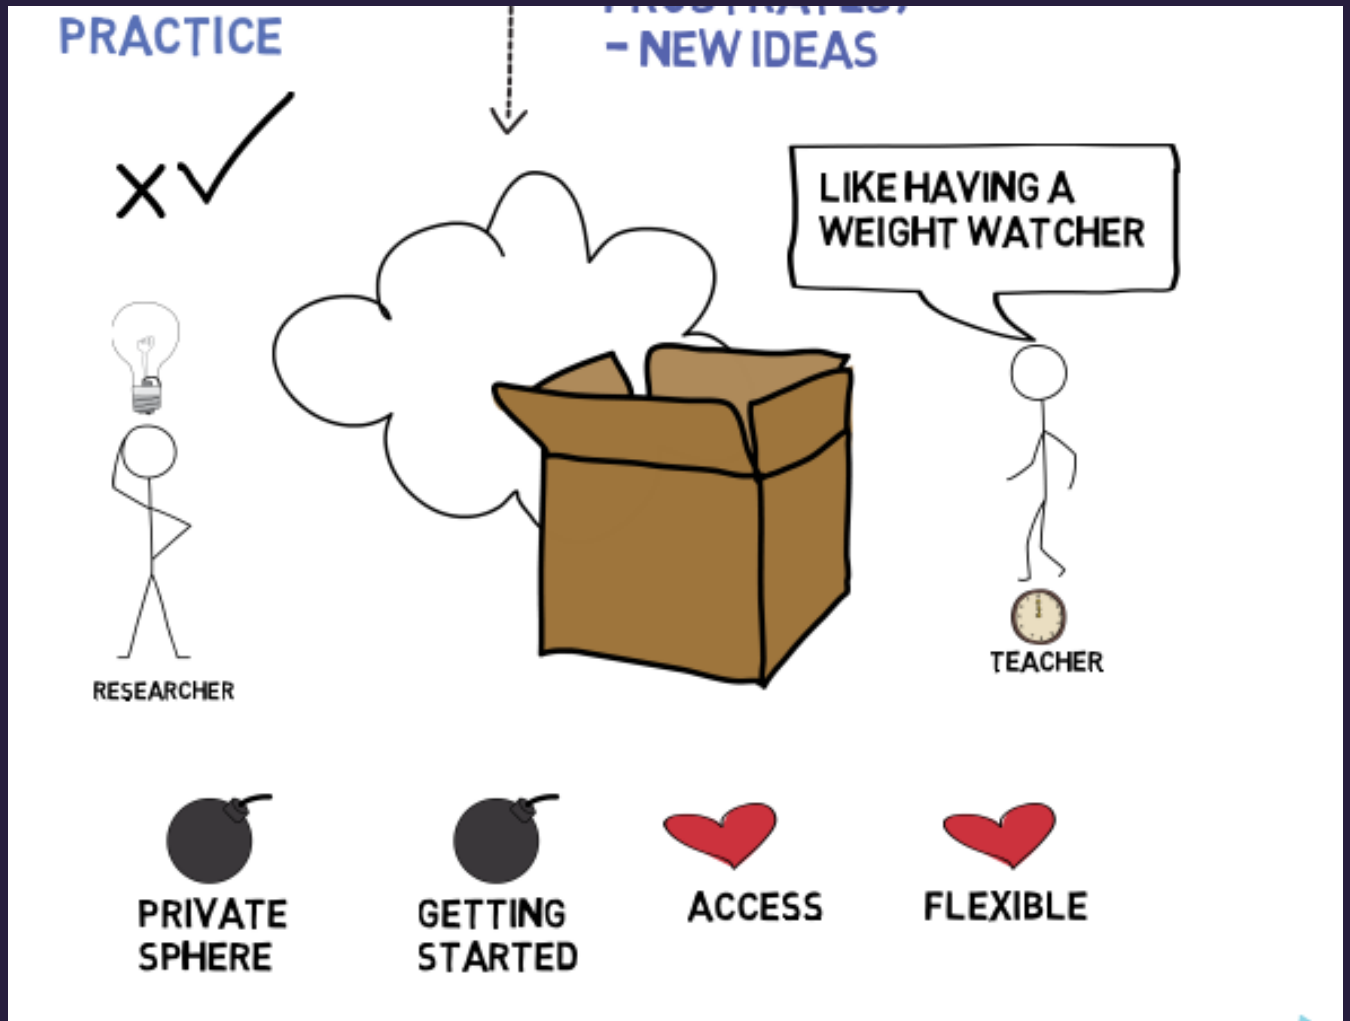 PRACTICE
- NEW IDEAS
LIKE HAVING A
WEIGHT WATCHER
TEACHER
RESEARCHER
PRIVATE
SPHERE
GETTING
STARTED
ACCESS
FLEXIBLE